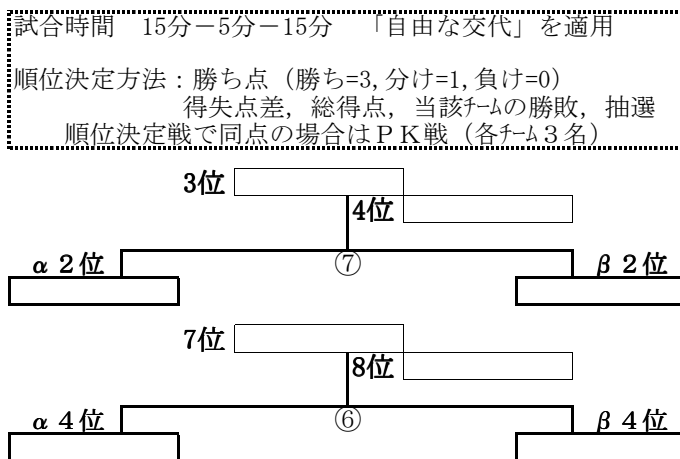 試合時間　15分－5分－15分　「自由な交代」を適用
順位決定方法：勝ち点（勝ち=3,分け=1,負け=0）
得失点差，総得点，当該ﾁｰﾑの勝敗，抽選
順位決定戦で同点の場合はＰＫ戦（各ﾁｰﾑ３名）
3位
4位
α２位
⑦
β２位
7位
8位
α４位
⑥
β４位